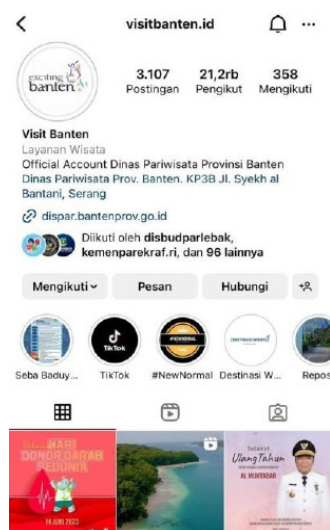 visitbanten.id
exciting
banten
3.107
Postingan
21,2rb
Pengikut
358
Mengikuti
Visit Banten
Layanan Wisata
Official Account Dinas Pariwisata Provinsi Banten
Dinas Pariwisata Prov. Banten. KP3B Jl. Syekh al
Bantani, Serang
dispar.bantenprov.go.id
Diikuti oleh disbudparlebak,
kemenparekraf.ri, dan 96 lainnya
Mengikuti
Pesan
Hubungi
TikTok
#NEWNORMAL
Seba Baduy...
TikTok
#NewNormal
Destinasi W...
Repos
HARI
DONOR DARAH
SEDUNIA
14 JUNI 2023
Selamat
Ulang Tahun
AL MUKTABAR